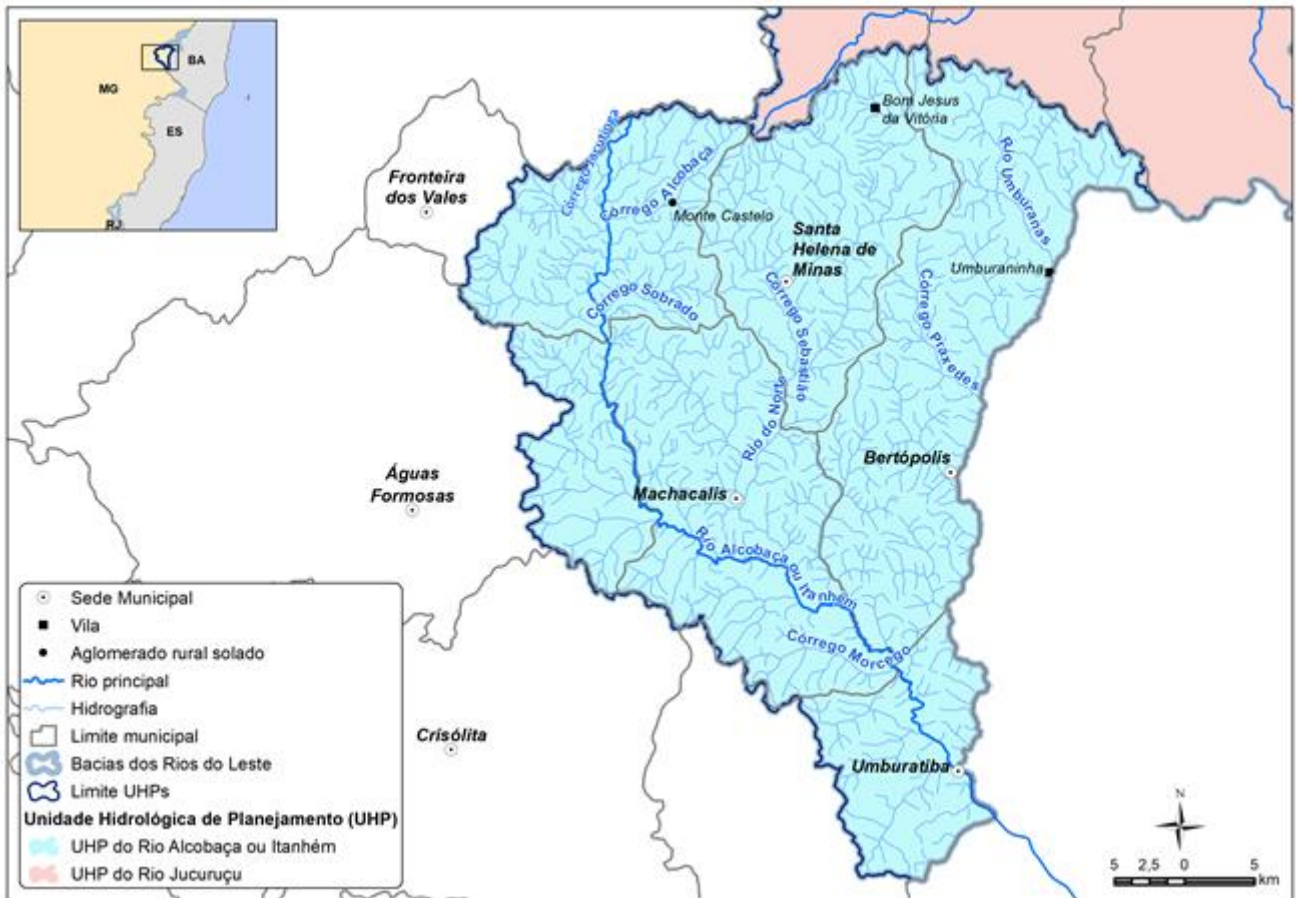 MG
BA
ES
RJ
Fronteira
dos Vales
Córrego Jacutinga
Córrego Alcobaça
Monte Castelo
Bom Jesus
da Vitória
Rio Umburanas
Santa
Helena de
Minas
Umburaninha
Córrego Sobrado
Córrego Sebastião
Córrego Praxedes
Rio do Norte
Águas
Formosas
Machacalis
Bertópolis
Rio Alcobaça ou Itanhém
Córrego Morcego
Crisólita
Umburatiba
Sede Municipal
Vila
Aglomerado rural solado
Rio principal
Hidrografia
Limite municipal
Bacias dos Rios do Leste
Limite UHPs
Unidade Hidrológica de Planejamento (UHP)
UHP do Rio Alcobaça ou Itanhém
UHP do Rio Jucuruçu
N
5 2,5 0 5
km